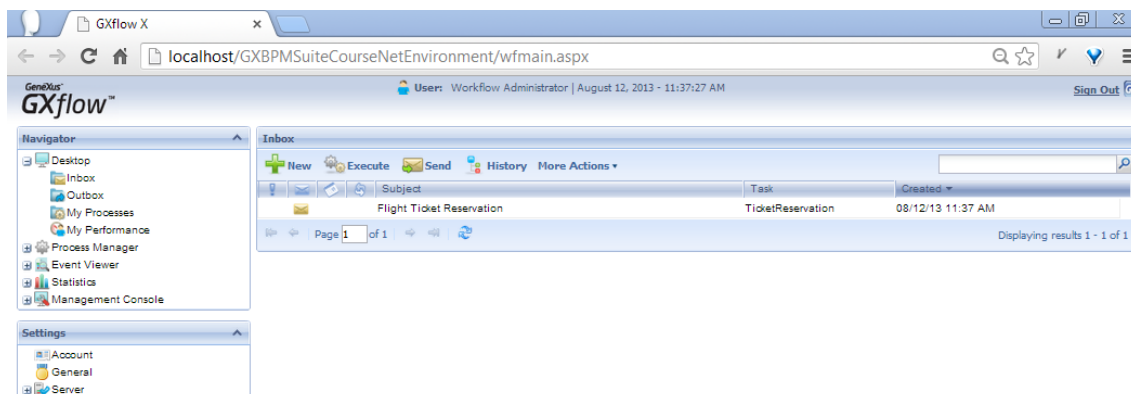 GXflow X
localhost/GXBPMSuiteCourseNetEnvironment/wfmain.aspx
GeneXus™
GXflow™
User: Workflow Administrator | August 12, 2013 - 11:37:27 AM
Sign Out
Navigator
Desktop
Inbox
Outbox
My Processes
My Performance
Process Manager
Event Viewer
Statistics
Management Console
Settings
Account
General
Server
Inbox
New Execute Send History More Actions
Subject Task Created
Flight Ticket Reservation TicketReservation 08/12/13 11:37 AM
Page 1 of 1 Displaying results 1 - 1 of 1